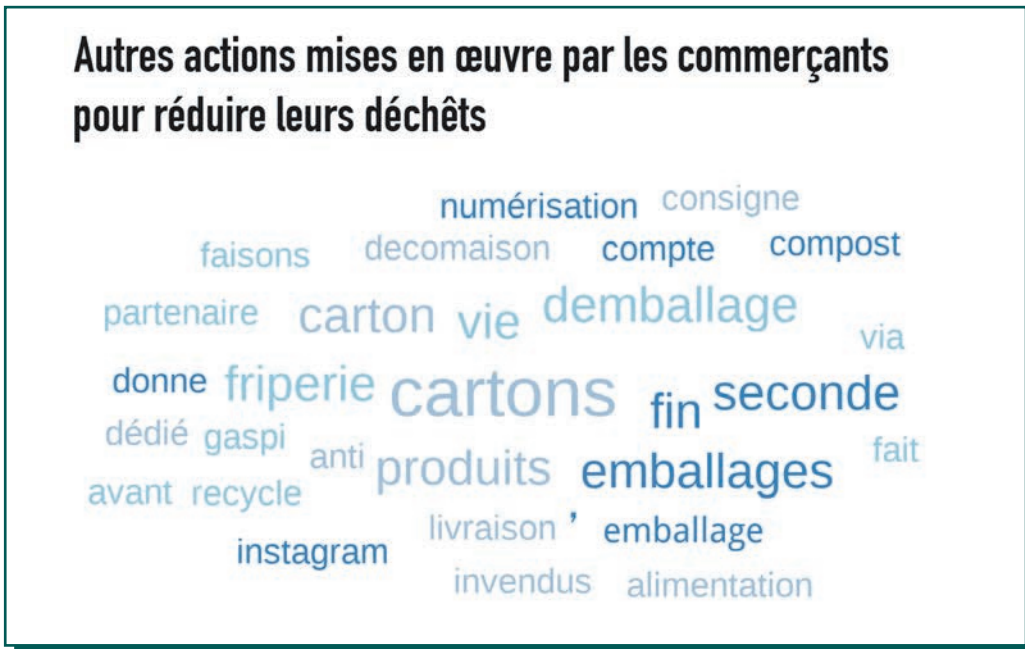 Autres actions mises en œuvre par les commerçants
pour réduire leurs déchêts
numérisation consigne
faisons decomaison compte compost
partenaire carton vie demballage
via
donne friperie cartons fin seconde
dédié gaspi anti produits emballages fait
avant recycle
instagram livraison ’ emballage
invendus alimentation